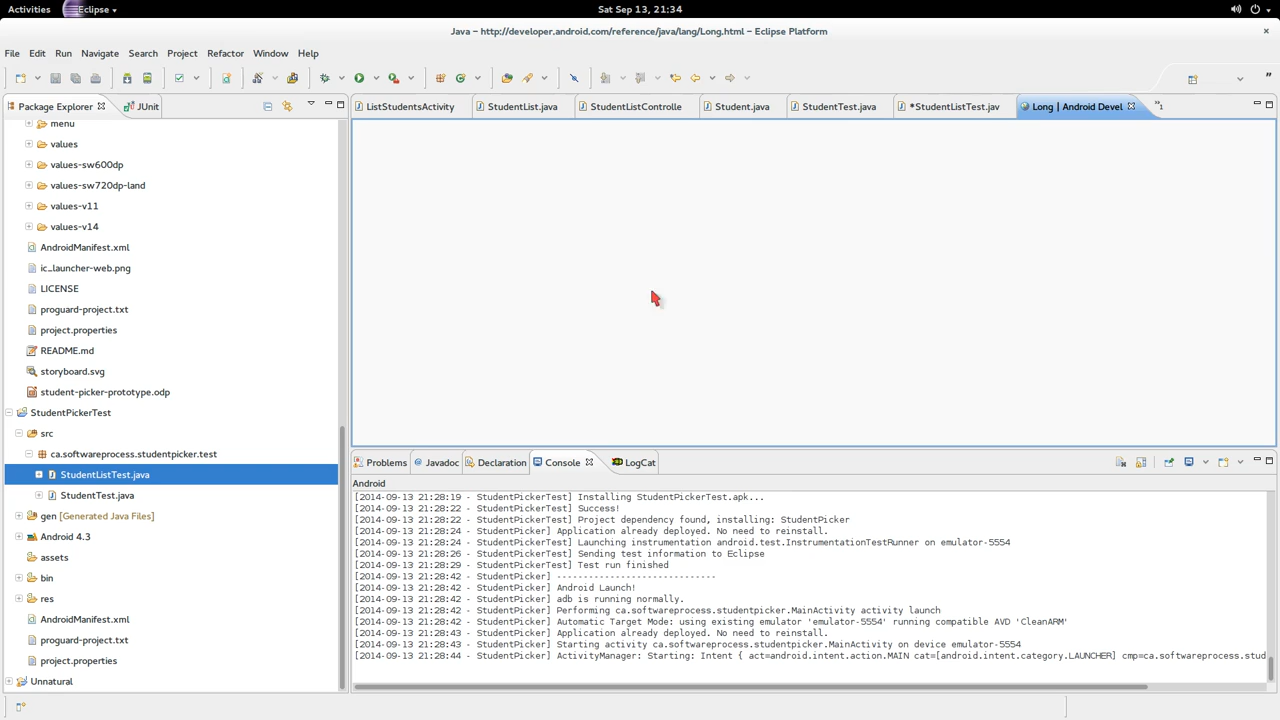 Activities Eclipse Sat Sep 13, 21:34
Java – http://developer.android.com/reference/java/lang/Long.html – Eclipse Platform
File Edit Run Navigate Search Project Refactor Window Help
Package Explorer JUnit
ListStudentsActivity StudentList.java StudentListControlle Student.java StudentTest.java *StudentListTest.jav Long | Android Devel »1
menu
values
values-sw600dp
values-sw720dp-land
values-v11
values-v14
AndroidManifest.xml
ic_launcher-web.png
LICENSE
proguard-project.txt
project.properties
README.md
storyboard.svg
student-picker-prototype.odp
StudentPickerTest
src
ca.softwareprocess.studentpicker.test
StudentListTest.java
StudentTest.java
gen [Generated Java Files]
Android 4.3
assets
bin
res
AndroidManifest.xml
proguard-project.txt
project.properties
Unnatural
Problems Javadoc Declaration Console LogCat
Android
[2014-09-13 21:28:19 - StudentPickerTest] Installing StudentPickerTest.apk...
[2014-09-13 21:28:22 - StudentPickerTest] Success!
[2014-09-13 21:28:22 - StudentPickerTest] Project dependency found, installing: StudentPicker
[2014-09-13 21:28:24 - StudentPickerTest] Application already deployed. No need to reinstall.
[2014-09-13 21:28:24 - StudentPickerTest] Launching instrumentation android.test.InstrumentationTestRunner on emulator-5554
[2014-09-13 21:28:26 - StudentPickerTest] Sending test information to Eclipse
[2014-09-13 21:28:29 - StudentPickerTest] Test run finished
[2014-09-13 21:28:42 - StudentPicker] ------------------------------
[2014-09-13 21:28:42 - StudentPicker] Android Launch!
[2014-09-13 21:28:42 - StudentPicker] adb is running normally.
[2014-09-13 21:28:42 - StudentPicker] Performing ca.softwareprocess.studentpicker.MainActivity activity launch
[2014-09-13 21:28:42 - StudentPicker] Automatic Target Mode: using existing emulator 'emulator-5554' running compatible AVD 'CleanARM'
[2014-09-13 21:28:43 - StudentPicker] Application already deployed. No need to reinstall.
[2014-09-13 21:28:43 - StudentPicker] Starting activity ca.softwareprocess.studentpicker.MainActivity on device emulator-5554
[2014-09-13 21:28:44 - StudentPicker] ActivityManager: Starting: Intent { act=android.intent.action.MAIN cat=[android.intent.category.LAUNCHER] cmp=ca.softwareprocess.stud